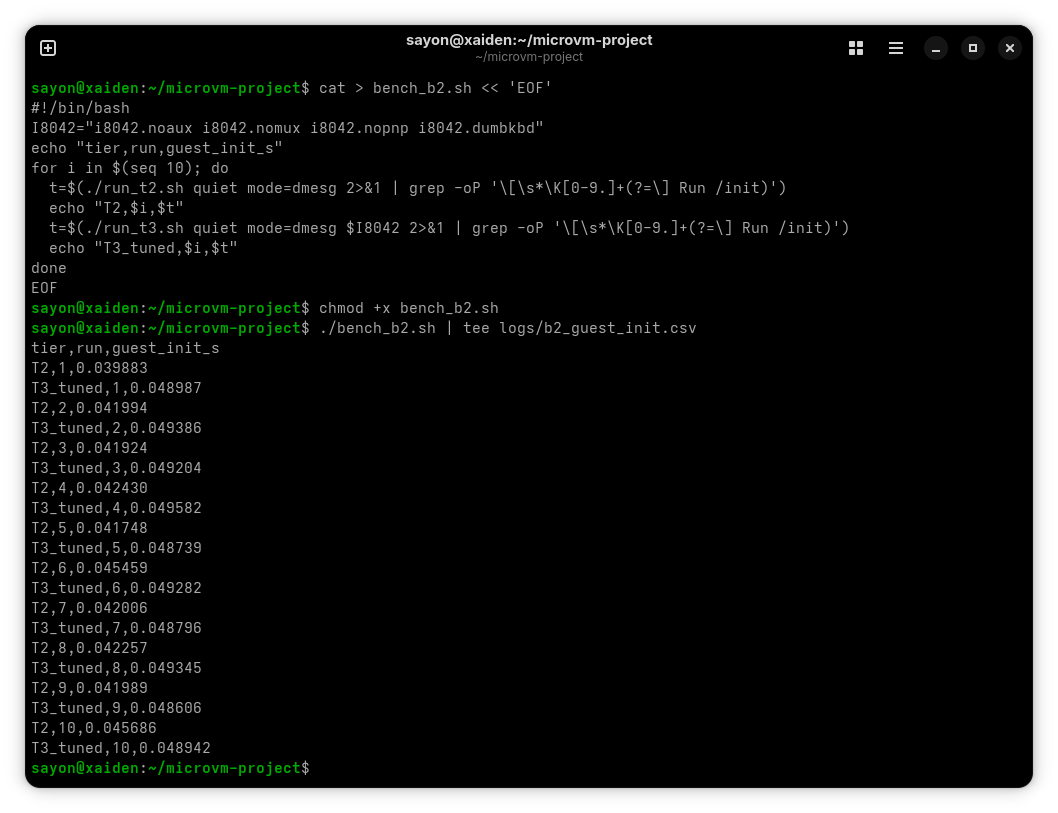 sayon@xaiden:~/microvm-project
~/microvm-project
sayon@xaiden:~/microvm-project$ cat > bench_b2.sh << 'EOF'
#!/bin/bash
I8042="i8042.noaux i8042.nomux i8042.nopnp i8042.dumbkbd"
echo "tier,run,guest_init_s"
for i in $(seq 10); do
  t=$(./run_t2.sh quiet mode=dmesg 2>&1 | grep -oP '\[\s*\K[0-9.]+(?=\] Run /init)')
  echo "T2,$i,$t"
  t=$(./run_t3.sh quiet mode=dmesg $I8042 2>&1 | grep -oP '\[\s*\K[0-9.]+(?=\] Run /init)')
  echo "T3_tuned,$i,$t"
done
EOF
sayon@xaiden:~/microvm-project$ chmod +x bench_b2.sh
sayon@xaiden:~/microvm-project$ ./bench_b2.sh | tee logs/b2_guest_init.csv
tier,run,guest_init_s
T2,1,0.039883
T3_tuned,1,0.048987
T2,2,0.041994
T3_tuned,2,0.049386
T2,3,0.041924
T3_tuned,3,0.049204
T2,4,0.042430
T3_tuned,4,0.049582
T2,5,0.041748
T3_tuned,5,0.048739
T2,6,0.045459
T3_tuned,6,0.049282
T2,7,0.042006
T3_tuned,7,0.048796
T2,8,0.042257
T3_tuned,8,0.049345
T2,9,0.041989
T3_tuned,9,0.048606
T2,10,0.045686
T3_tuned,10,0.048942
sayon@xaiden:~/microvm-project$